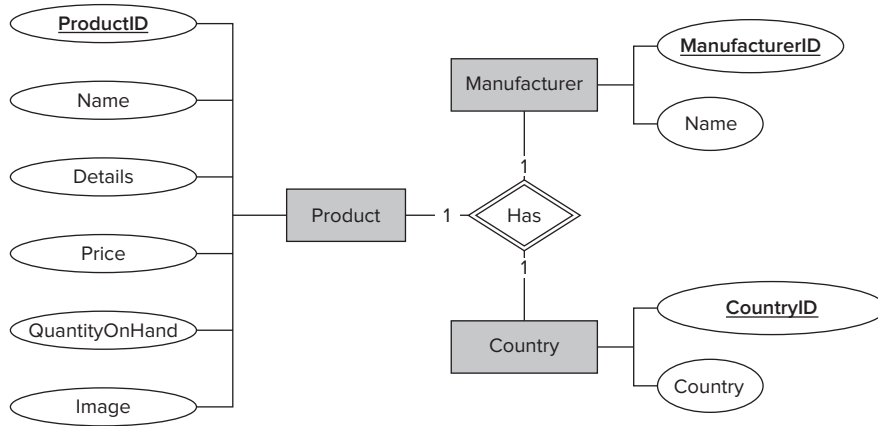 ProductID
Name
Details
Price
QuantityOnHand
Image
Product
1
Has
1
1
Manufacturer
ManufacturerID
Name
Country
CountryID
Country